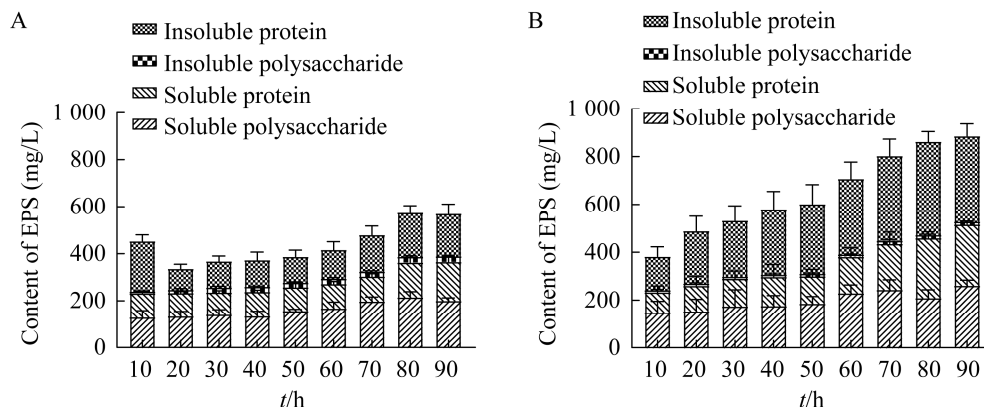 A
Insoluble protein
Insoluble polysaccharide
Soluble protein
Soluble polysaccharide
Content of EPS (mg/L)
1 000
800
600
400
200
0
10 20 30 40 50 60 70 80 90
t/h
B
Insoluble protein
Insoluble polysaccharide
Soluble protein
Soluble polysaccharide
Content of EPS (mg/L)
1 000
800
600
400
200
0
10 20 30 40 50 60 70 80 90
t/h